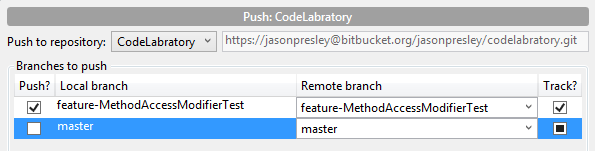 Push: CodeLabratory
Push to repository: CodeLabratory https://jasonpresley@bitbucket.org/jasonpresley/codelabratory.git
Branches to push
Push? Local branch Remote branch Track?
feature-MethodAccessModifierTest feature-MethodAccessModifierTest
master master